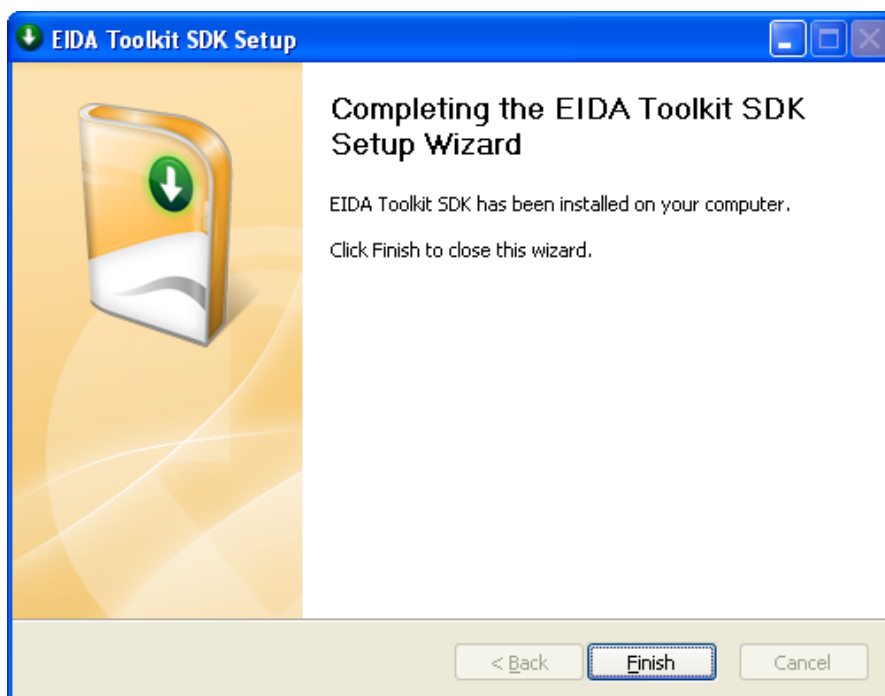 EIDA Toolkit SDK Setup
Completing the EIDA Toolkit SDK
Setup Wizard
EIDA Toolkit SDK has been installed on your computer.
Click Finish to close this wizard.
< Back Finish Cancel